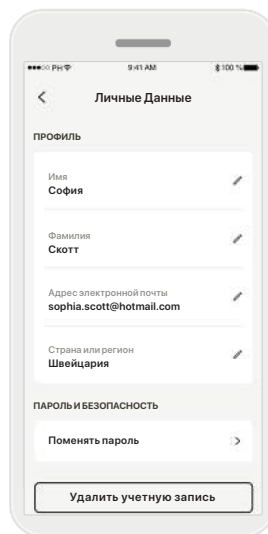 PH 9:41 AM 100 %
Личные Данные
ПРОФИЛЬ
Имя
София
Фамилия
Скотт
Адрес электронной почты
sophia.scott@hotmail.com
Страна или регион
Швейцария
ПАРОЛЬ И БЕЗОПАСНОСТЬ
Поменять пароль
Удалить учетную запись